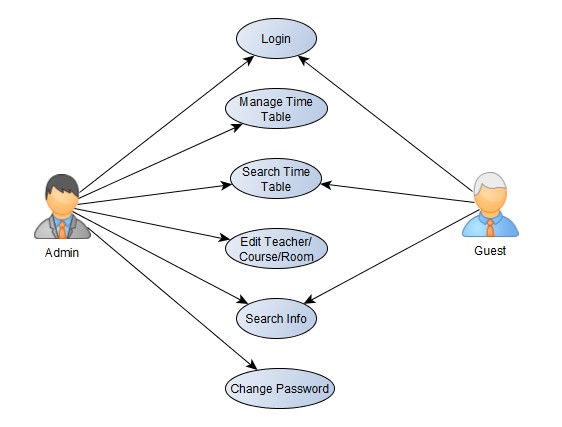 Login
Manage Time
Table
Search Time
Table
Admin
Guest
Edit Teacher/
Course/Room
Search Info
Change Password